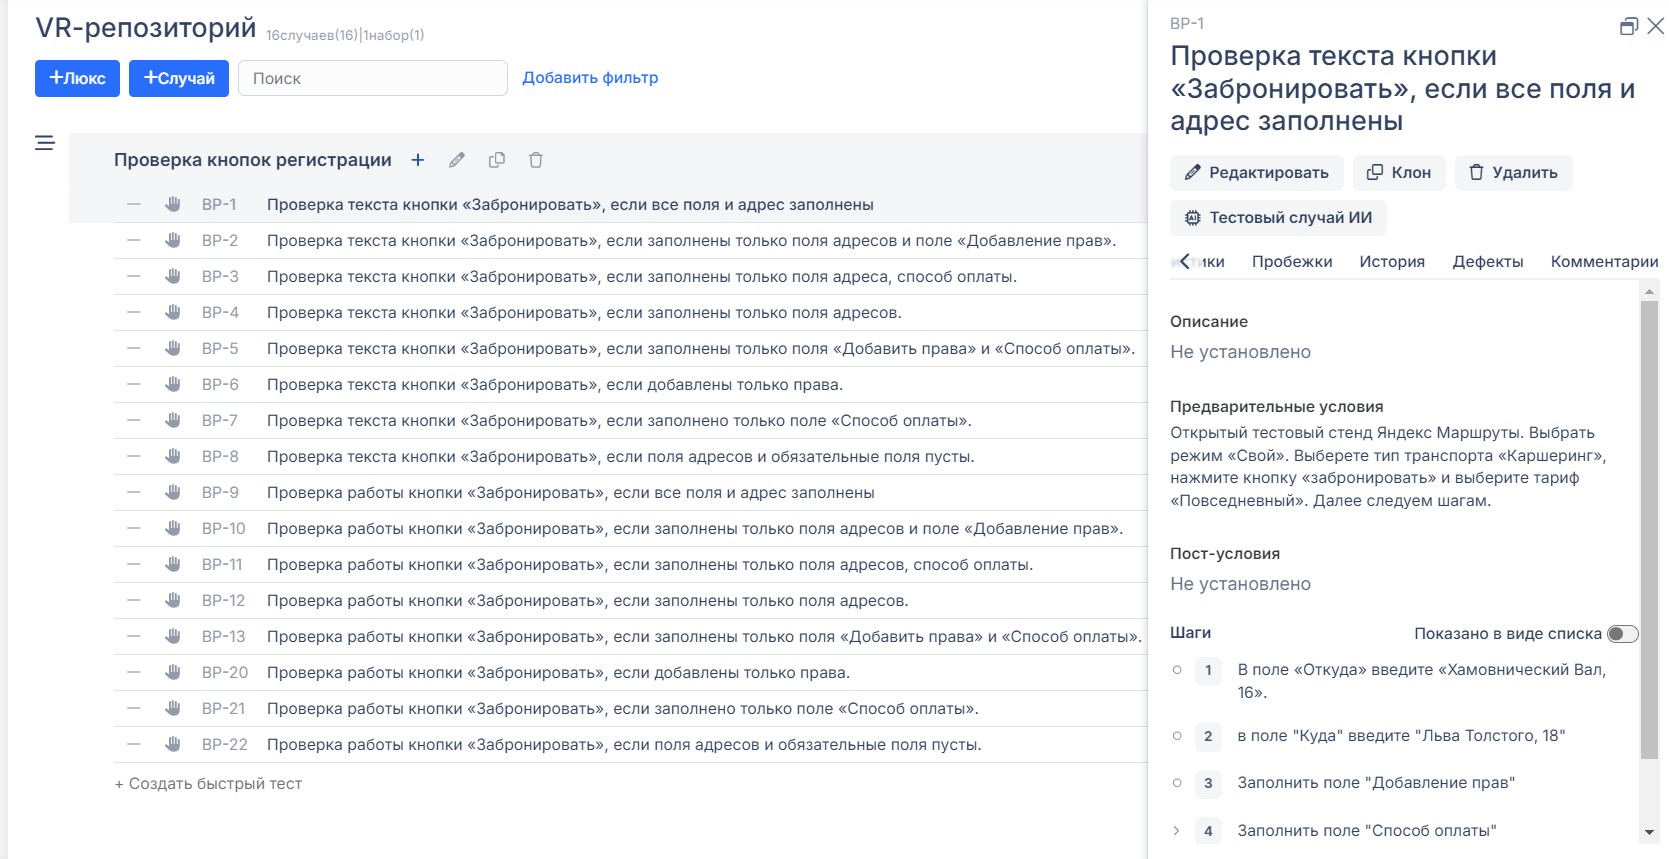 VR-репозиторий 16случаев(16)|1набор(1)
+Люкс +Случай Поиск Добавить фильтр
Проверка кнопок регистрации
ВР-1 Проверка текста кнопки «Забронировать», если все поля и адрес заполнены
ВР-2 Проверка текста кнопки «Забронировать», если заполнены только поля адресов и поле «Добавление прав».
ВР-3 Проверка текста кнопки «Забронировать», если заполнены только поля адреса, способ оплаты.
ВР-4 Проверка текста кнопки «Забронировать», если заполнены только поля адресов.
ВР-5 Проверка текста кнопки «Забронировать», если заполнены только поля «Добавить права» и «Способ оплаты».
ВР-6 Проверка текста кнопки «Забронировать», если добавлены только права.
ВР-7 Проверка текста кнопки «Забронировать», если заполнено только поле «Способ оплаты».
ВР-8 Проверка текста кнопки «Забронировать», если поля адресов и обязательные поля пусты.
ВР-9 Проверка работы кнопки «Забронировать», если все поля и адрес заполнены
ВР-10 Проверка работы кнопки «Забронировать», если заполнены только поля адресов и поле «Добавление прав».
ВР-11 Проверка работы кнопки «Забронировать», если заполнены только поля адресов, способ оплаты.
ВР-12 Проверка работы кнопки «Забронировать», если заполнены только поля адресов.
ВР-13 Проверка работы кнопки «Забронировать», если заполнены только поля «Добавить права» и «Способ оплаты».
ВР-20 Проверка работы кнопки «Забронировать», если добавлены только права.
ВР-21 Проверка работы кнопки «Забронировать», если заполнено только поле «Способ оплаты».
ВР-22 Проверка работы кнопки «Забронировать», если поля адресов и обязательные поля пусты.
+ Создать быстрый тест
ВР-1
Проверка текста кнопки
«Забронировать», если все поля и
адрес заполнены
Редактировать Клон Удалить
Тестовый случай ИИ
Пробежки История Дефекты Комментарии
Описание
Не установлено
Предварительные условия
Открытый тестовый стенд Яндекс Маршруты. Выбрать
режим «Свой». Выберете тип транспорта «Каршеринг»,
нажмите кнопку «забронировать» и выберите тариф
«Повседневный». Далее следуем шагам.
Пост-условия
Не установлено
Шаги Показано в виде списка
1 В поле «Откуда» введите «Хамовнический Вал,
16».
2 в поле "Куда" введите "Льва Толстого, 18"
3 Заполнить поле "Добавление прав"
4 Заполнить поле "Способ оплаты"